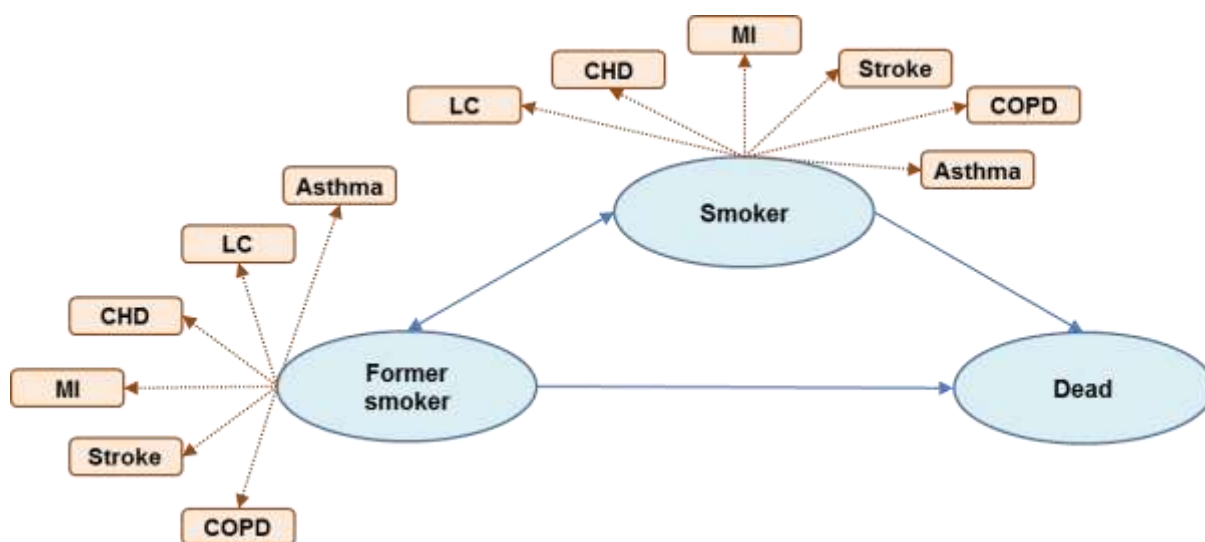 MI
CHD
Stroke
LC
COPD
Asthma
Smoker
Asthma
LC
CHD
MI
Former
smoker
Dead
Stroke
COPD